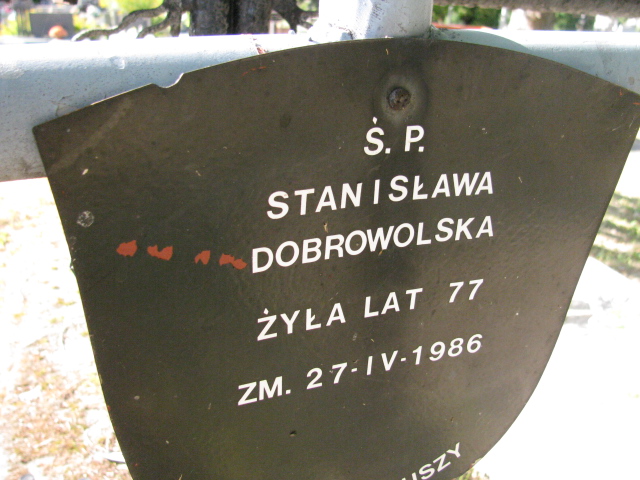 Ś. P.
STANISŁAWA
DOBROWOLSKA
ŻYŁA LAT 77
ZM. 27-IV-1986